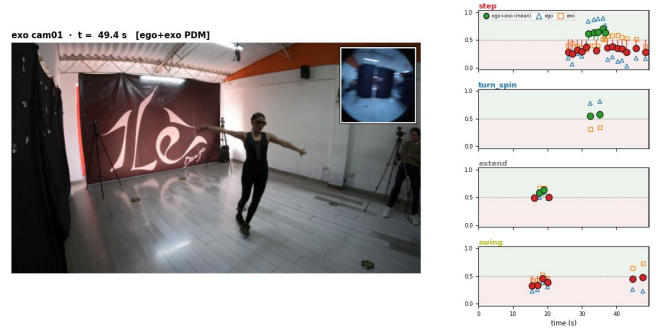 exo cam01 · t = 49.4 s [ego+exo PDM]
ile
Dance
step
ego+exo (mean) ego exo
1.0
0.5
0.0
turn_spin
1.0
0.5
0.0
extend
1.0
0.5
0.0
swing
1.0
0.5
0.0
0 20 40
time (s)